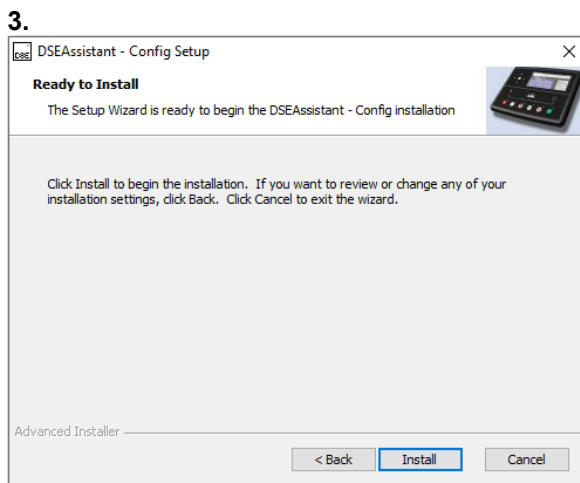 3.
DSE DSEAssistant - Config Setup
Ready to Install
The Setup Wizard is ready to begin the DSEAssistant - Config installation
Click Install to begin the installation. If you want to review or change any of your
installation settings, click Back. Click Cancel to exit the wizard.
Advanced Installer
< Back Install Cancel